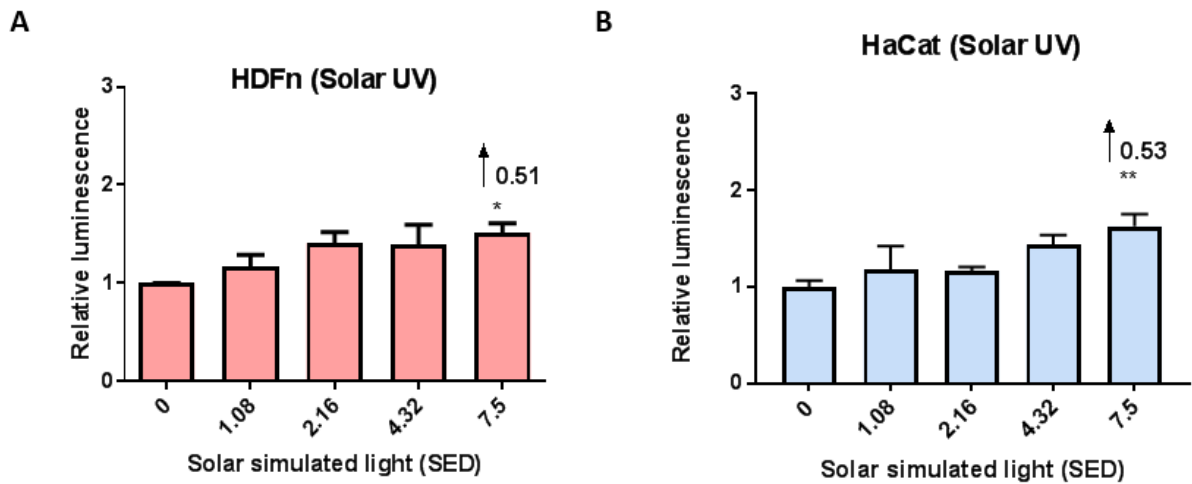 A
HDFn (Solar UV)
Relative luminescence
3
2
1
0
0.51
*
0
1.08
2.16
4.32
7.5
Solar simulated light (SED)
B
HaCat (Solar UV)
Relative luminescence
3
2
1
0
0.53
**
0
1.08
2.16
4.32
7.5
Solar simulated light (SED)